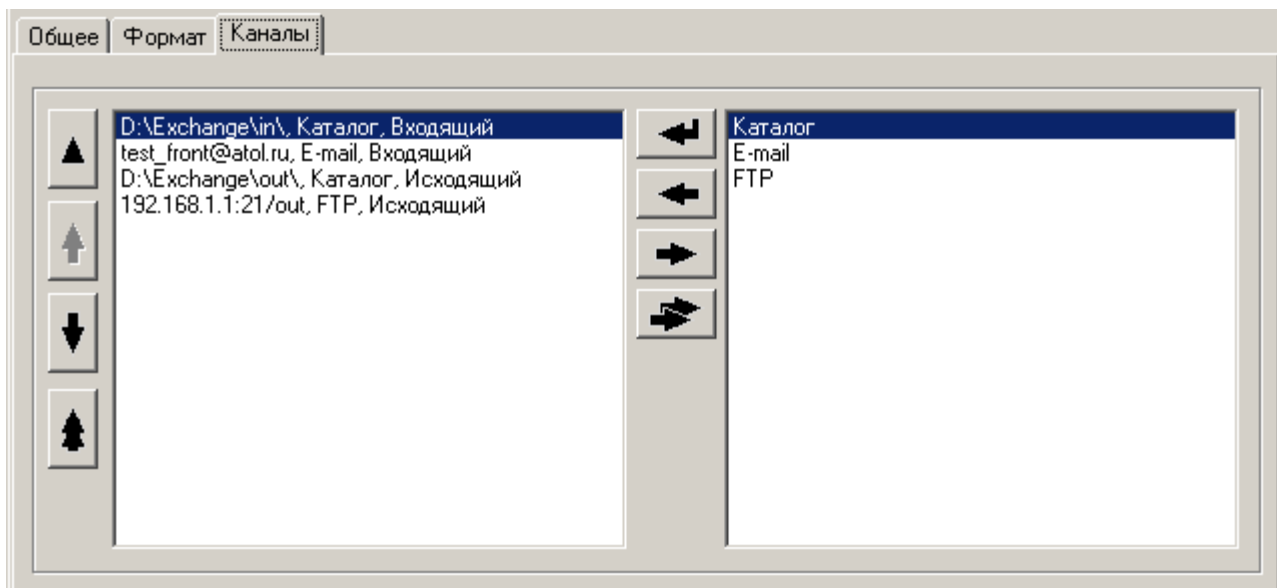 Общее Формат Каналы
D:\Exchange\in\, Каталог, Входящий
test_front@atol.ru, E-mail, Входящий
D:\Exchange\out\, Каталог, Исходящий
192.168.1.1:21/out, FTP, Исходящий
Каталог
E-mail
FTP